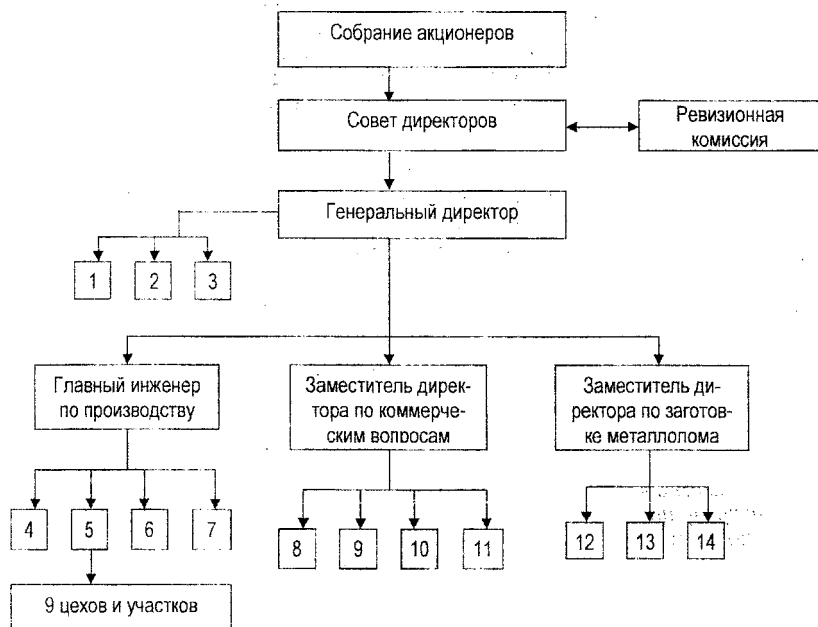 Собрание акционеров
Совет директоров
Ревизионная
комиссия
Генеральный директор
1
2
3
Главный инженер
по производству
Заместитель дирек-
тора по коммерче-
ским вопросам
Заместитель ди-
ректора по заготов-
ке металлолома
4
5
6
7
8
9
10
11
12
13
14
9 цехов и участков